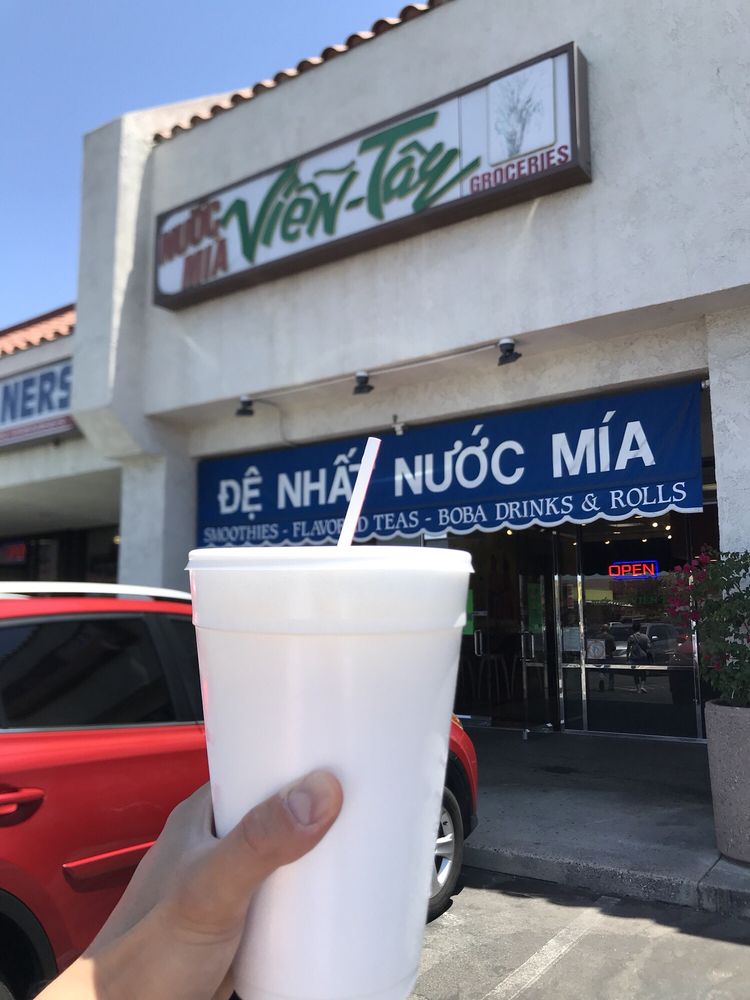 NƯỚC MÍA
Viễn-Tây
GROCERIES
NERS
ĐỆ NHẤT NƯỚC MÍA
SMOOTHIES - FLAVORED TEAS - BOBA DRINKS & ROLLS
OPEN